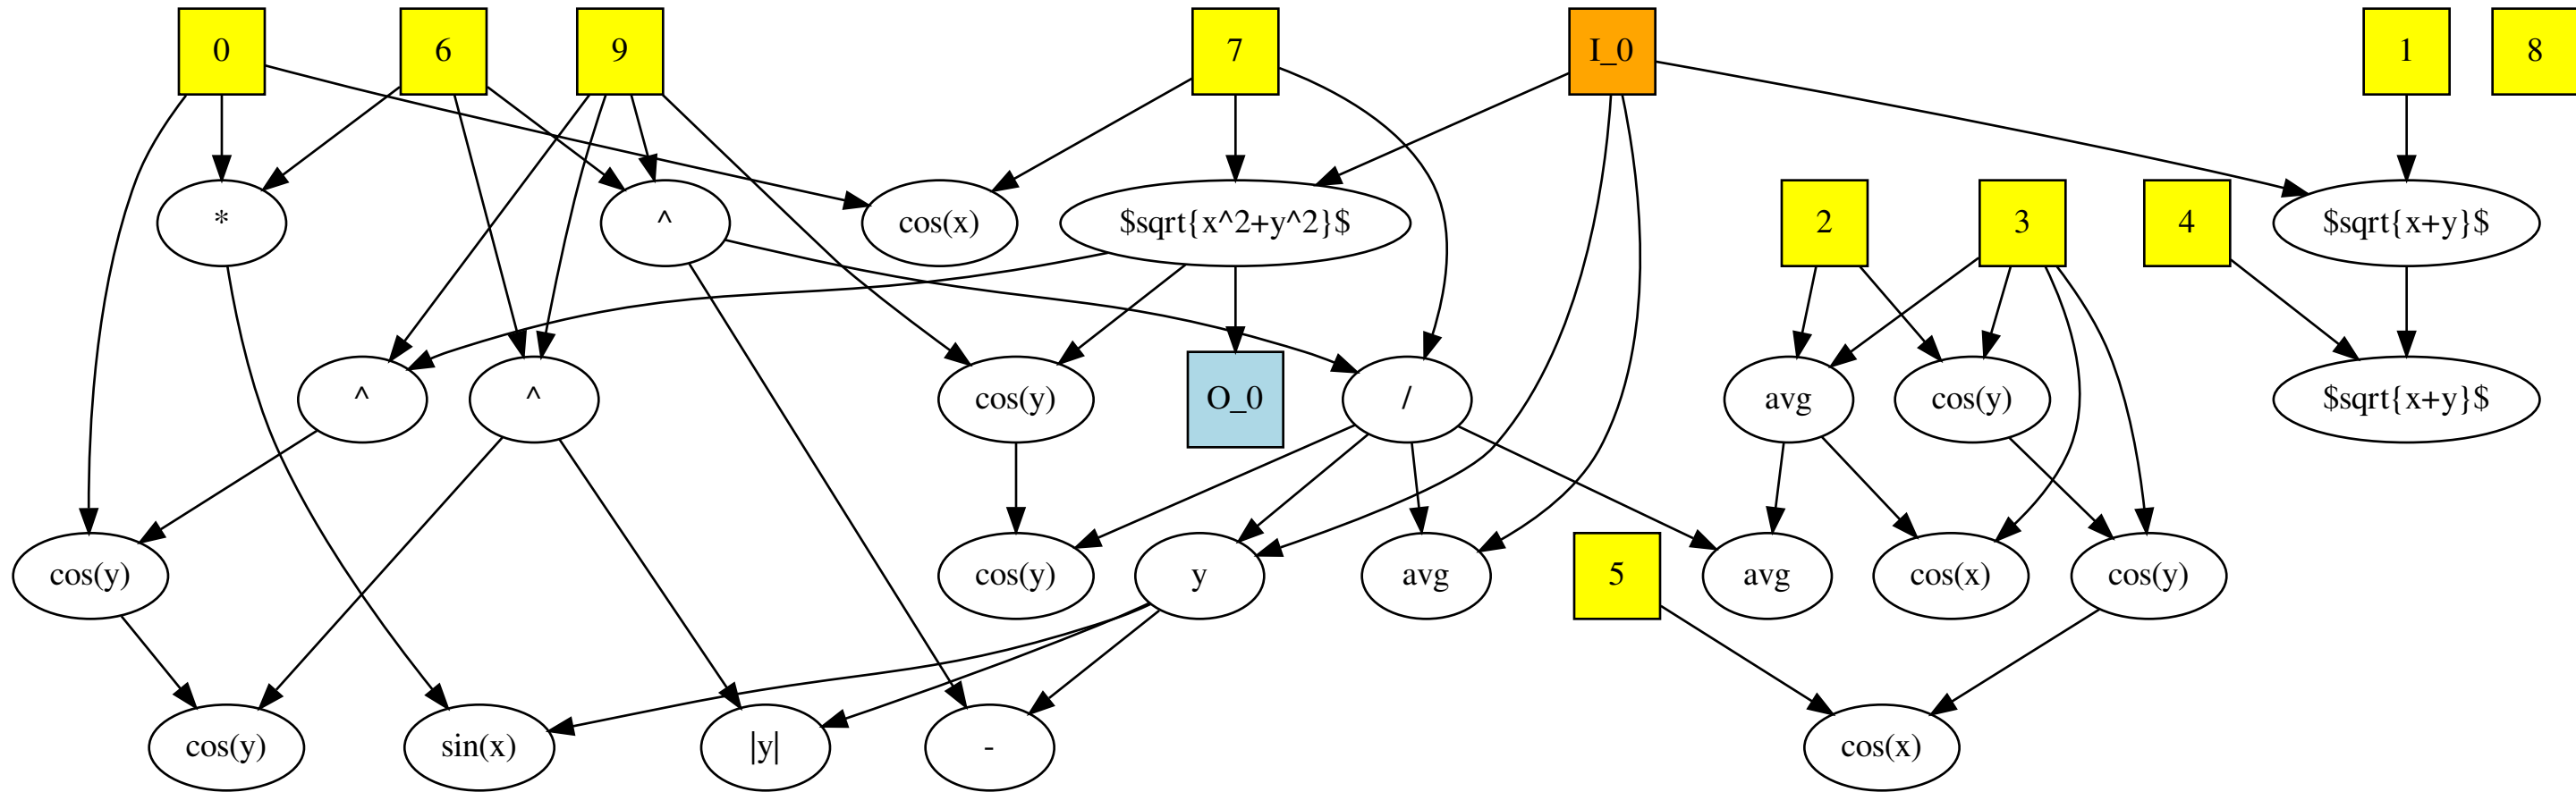 0
6
9
7
I_0
1
8
*
^
cos(x)
$sqrt{x^2+y^2}$
2
3
4
$sqrt{x+y}$
^
^
cos(y)
O_0
/
avg
cos(y)
$sqrt{x+y}$
cos(y)
cos(y)
y
avg
5
avg
cos(x)
cos(y)
cos(y)
sin(x)
|y|
-
cos(x)